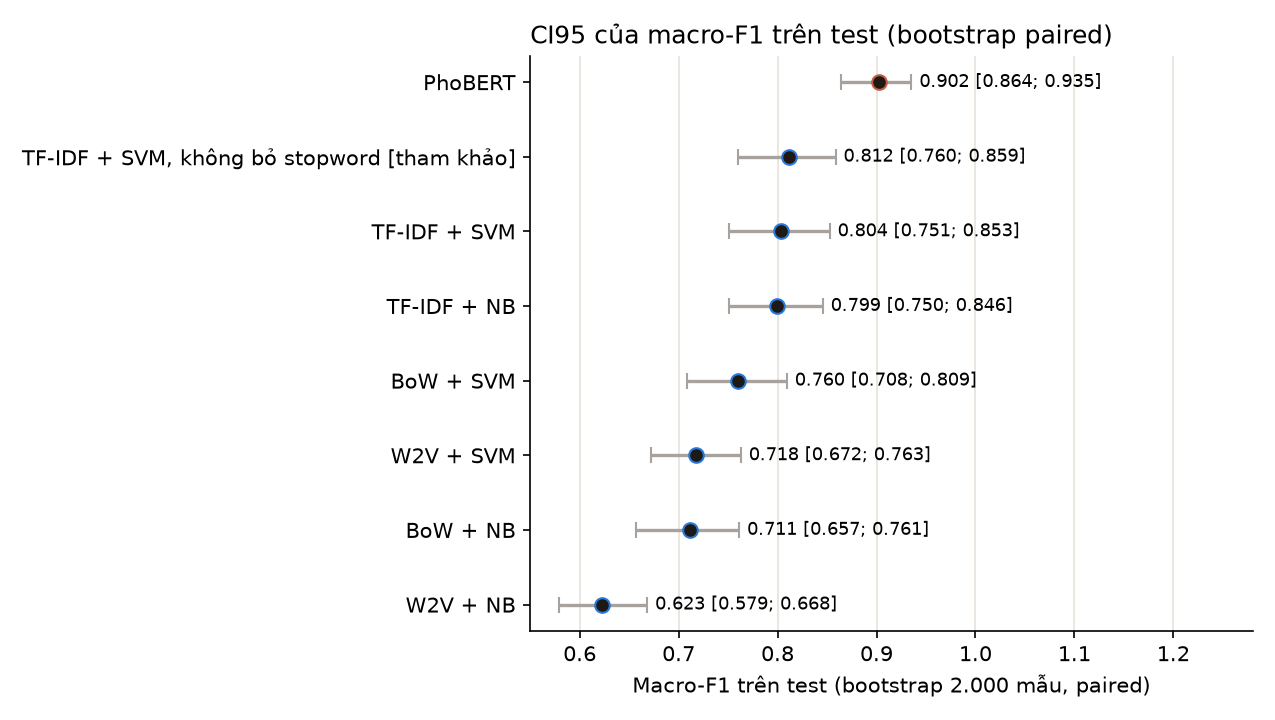 CI95 của macro-F1 trên test (bootstrap paired)
PhoBERT 0.902 [0.864; 0.935]
TF-IDF + SVM, không bỏ stopword [tham khảo] 0.812 [0.760; 0.859]
TF-IDF + SVM 0.804 [0.751; 0.853]
TF-IDF + NB 0.799 [0.750; 0.846]
BoW + SVM 0.760 [0.708; 0.809]
W2V + SVM 0.718 [0.672; 0.763]
BoW + NB 0.711 [0.657; 0.761]
W2V + NB 0.623 [0.579; 0.668]
0.6 0.7 0.8 0.9 1.0 1.1 1.2
Macro-F1 trên test (bootstrap 2.000 mẫu, paired)